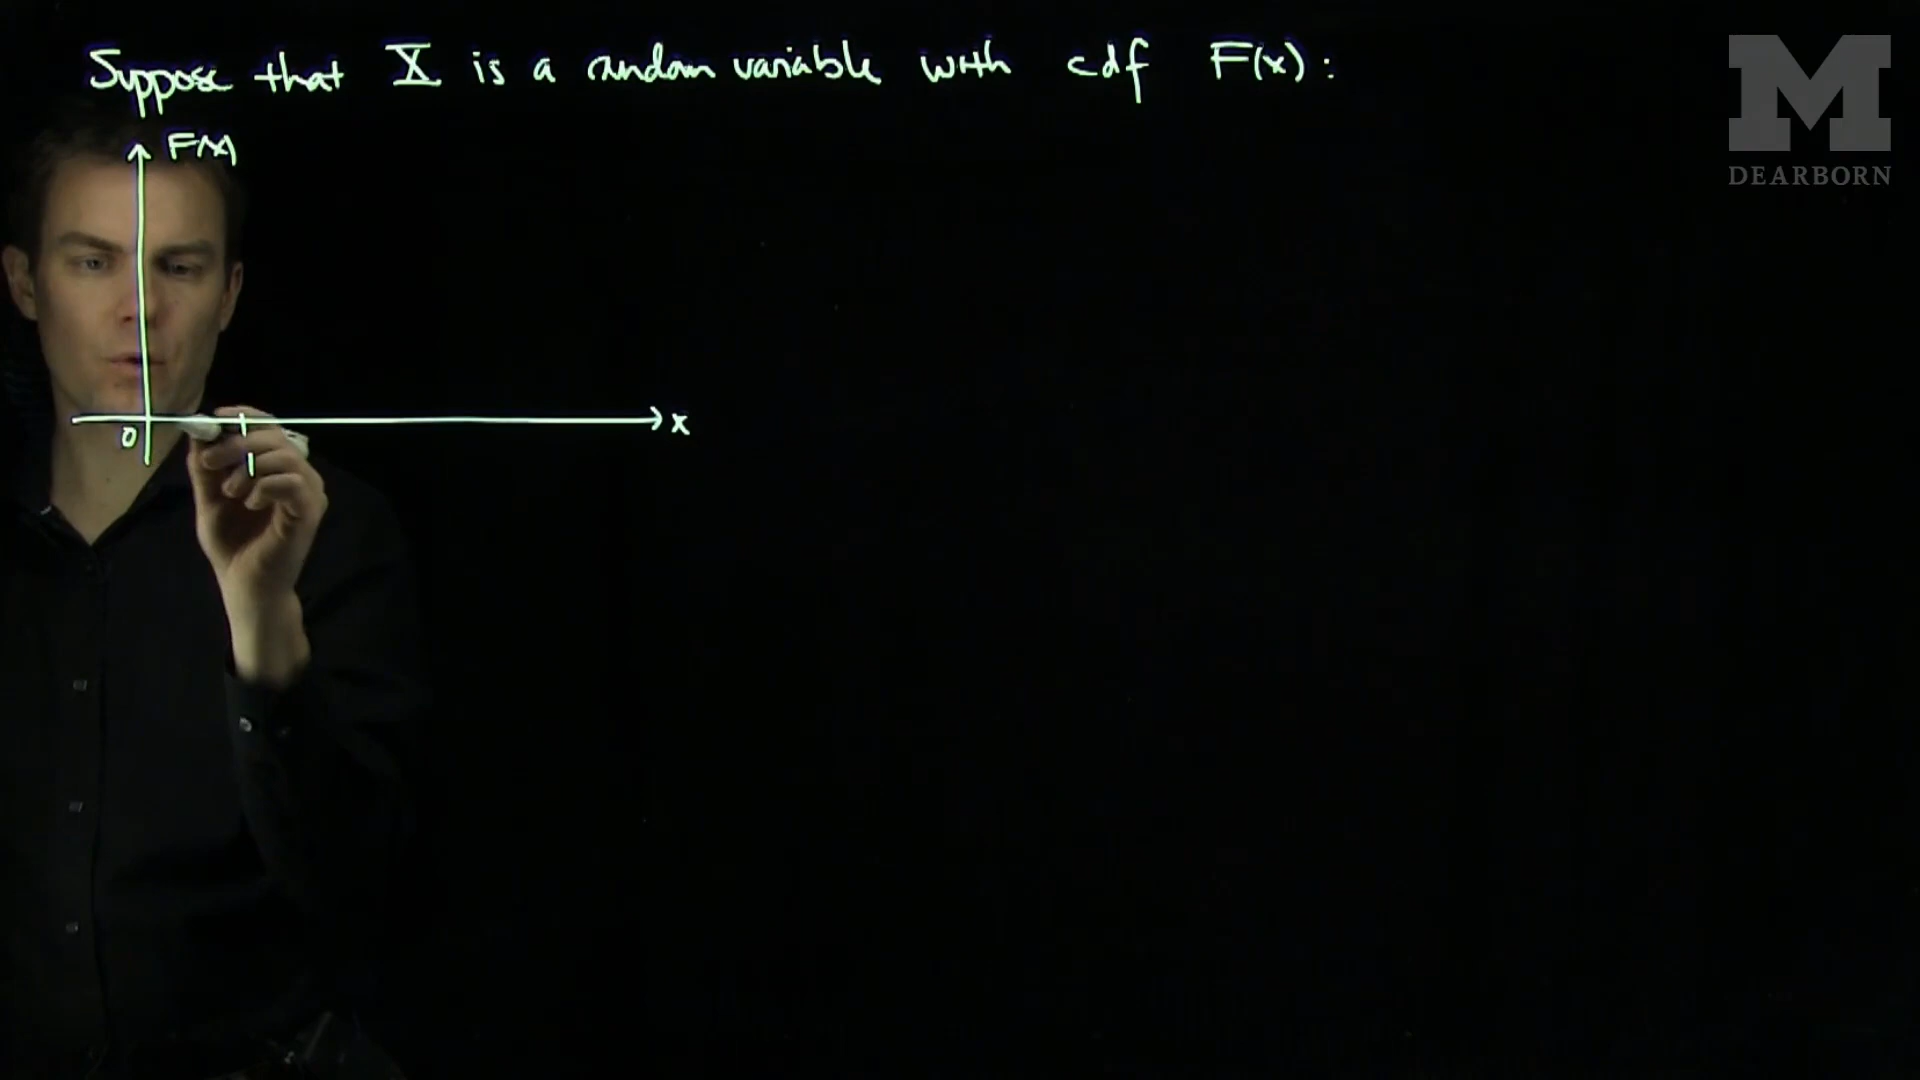 Suppose that X is a random variable with cdf F(x) :
F(x)
x
0
1
M
DEARBORN